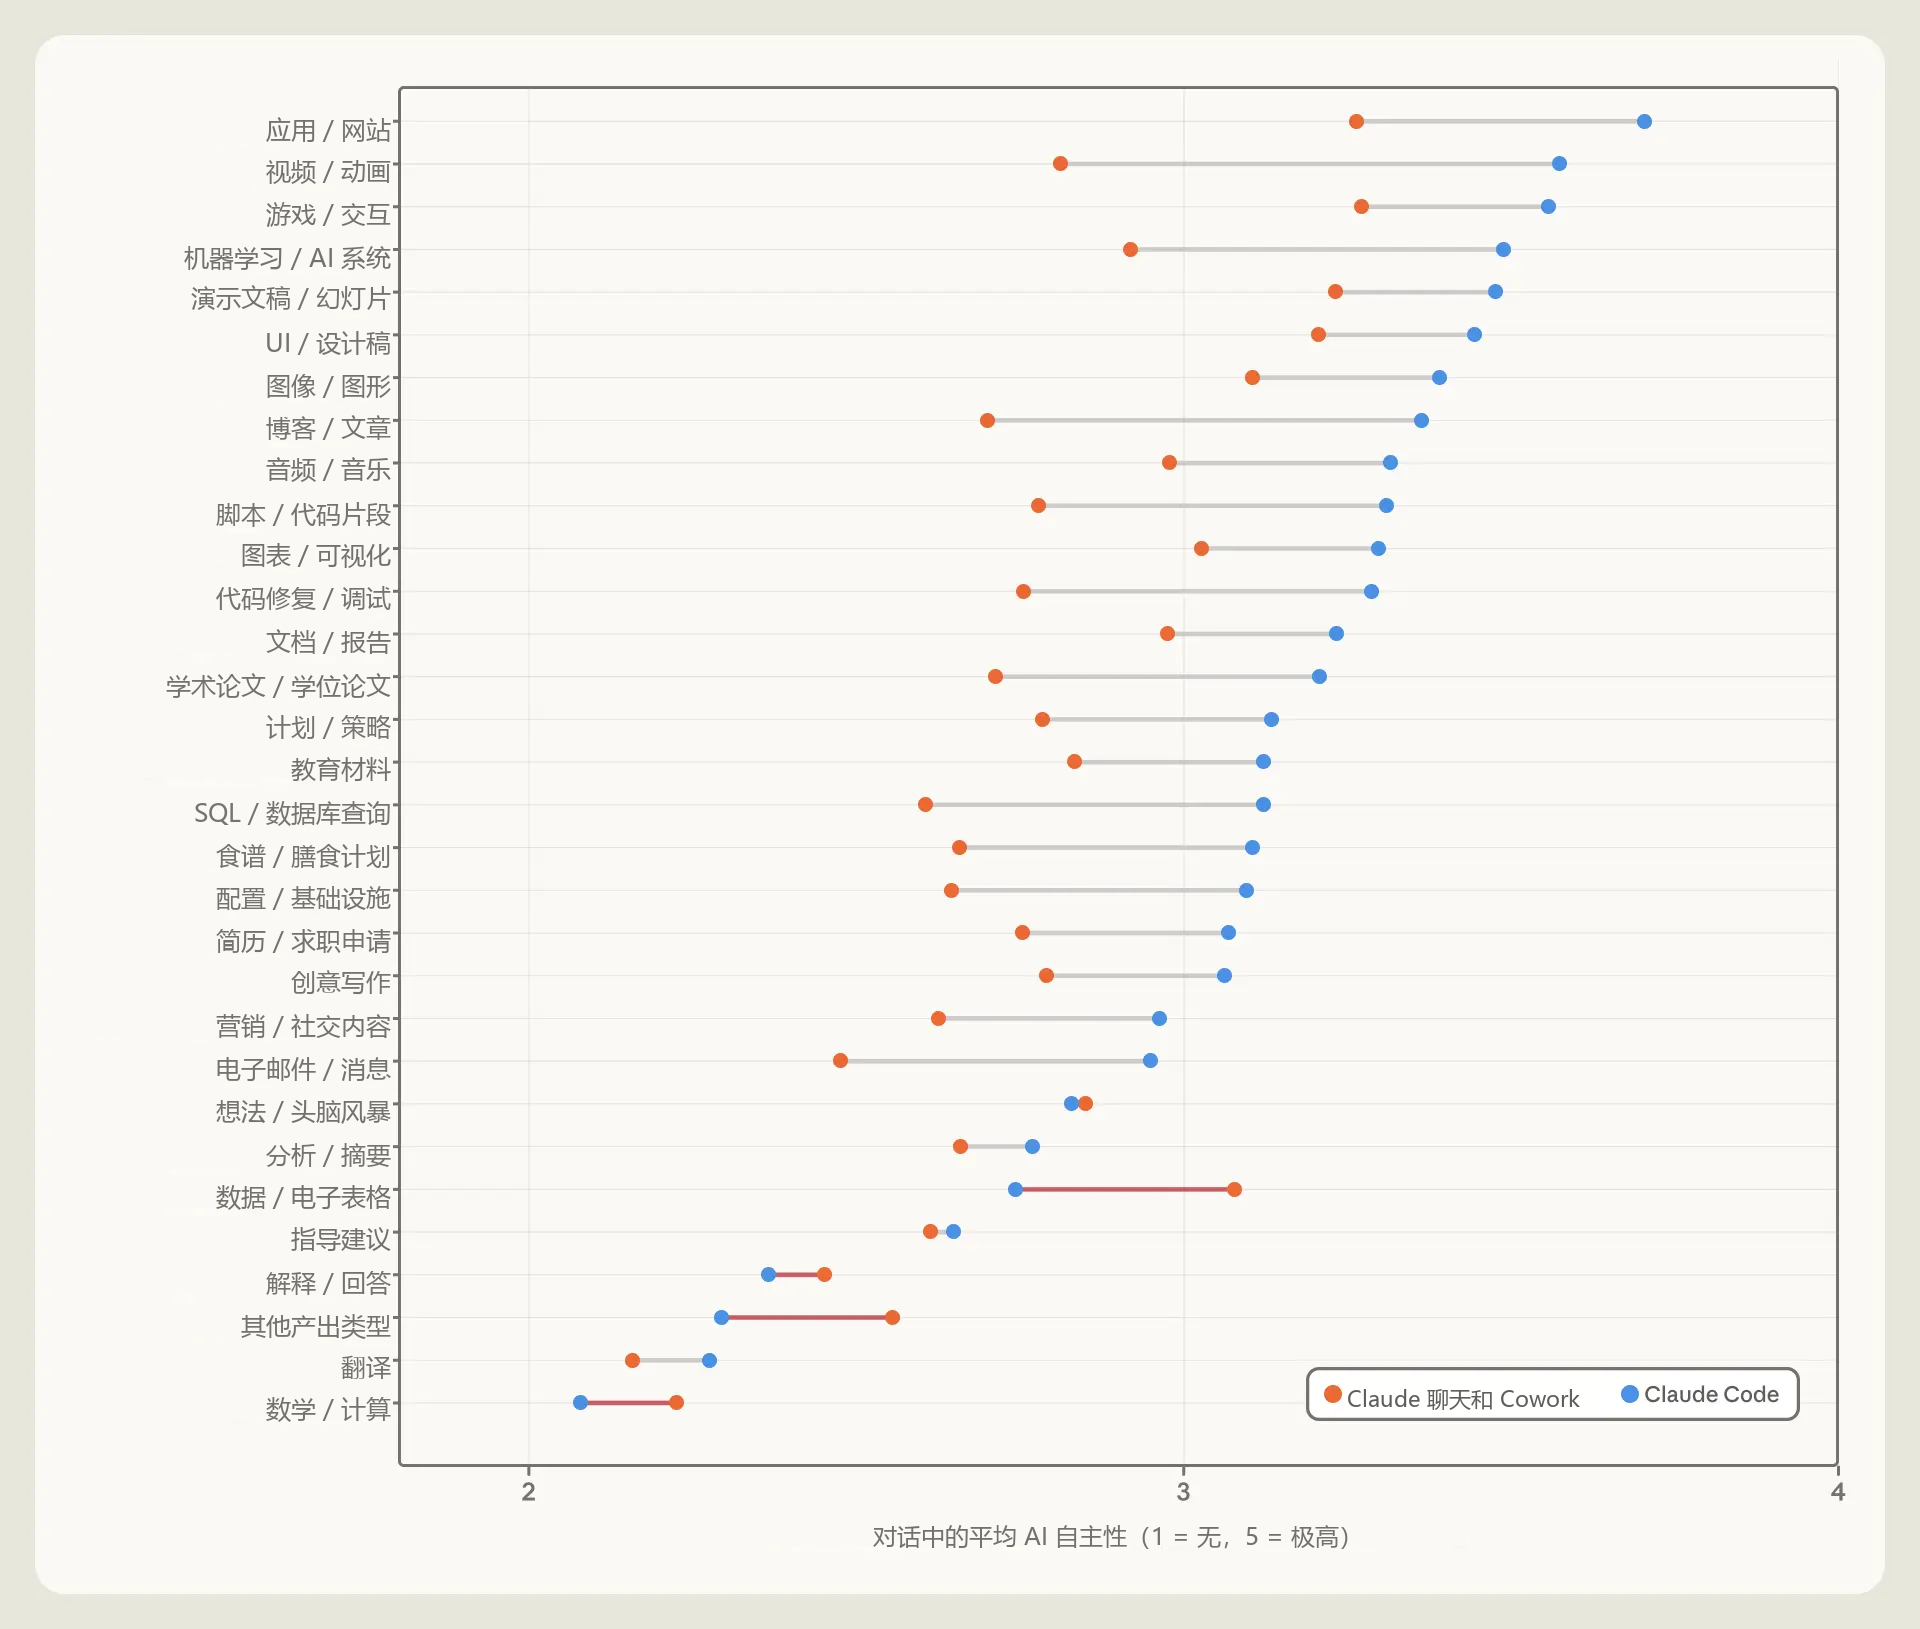 应用 / 网站
视频 / 动画
游戏 / 交互
机器学习 / AI 系统
演示文稿 / 幻灯片
UI / 设计稿
图像 / 图形
博客 / 文章
音频 / 音乐
脚本 / 代码片段
图表 / 可视化
代码修复 / 调试
文档 / 报告
学术论文 / 学位论文
计划 / 策略
教育材料
SQL / 数据库查询
食谱 / 膳食计划
配置 / 基础设施
简历 / 求职申请
创意写作
营销 / 社交内容
电子邮件 / 消息
想法 / 头脑风暴
分析 / 摘要
数据 / 电子表格
指导建议
解释 / 回答
其他产出类型
翻译
数学 / 计算
Claude 聊天和 Cowork
Claude Code
2
3
4
对话中的平均 AI 自主性（1 = 无，5 = 极高）